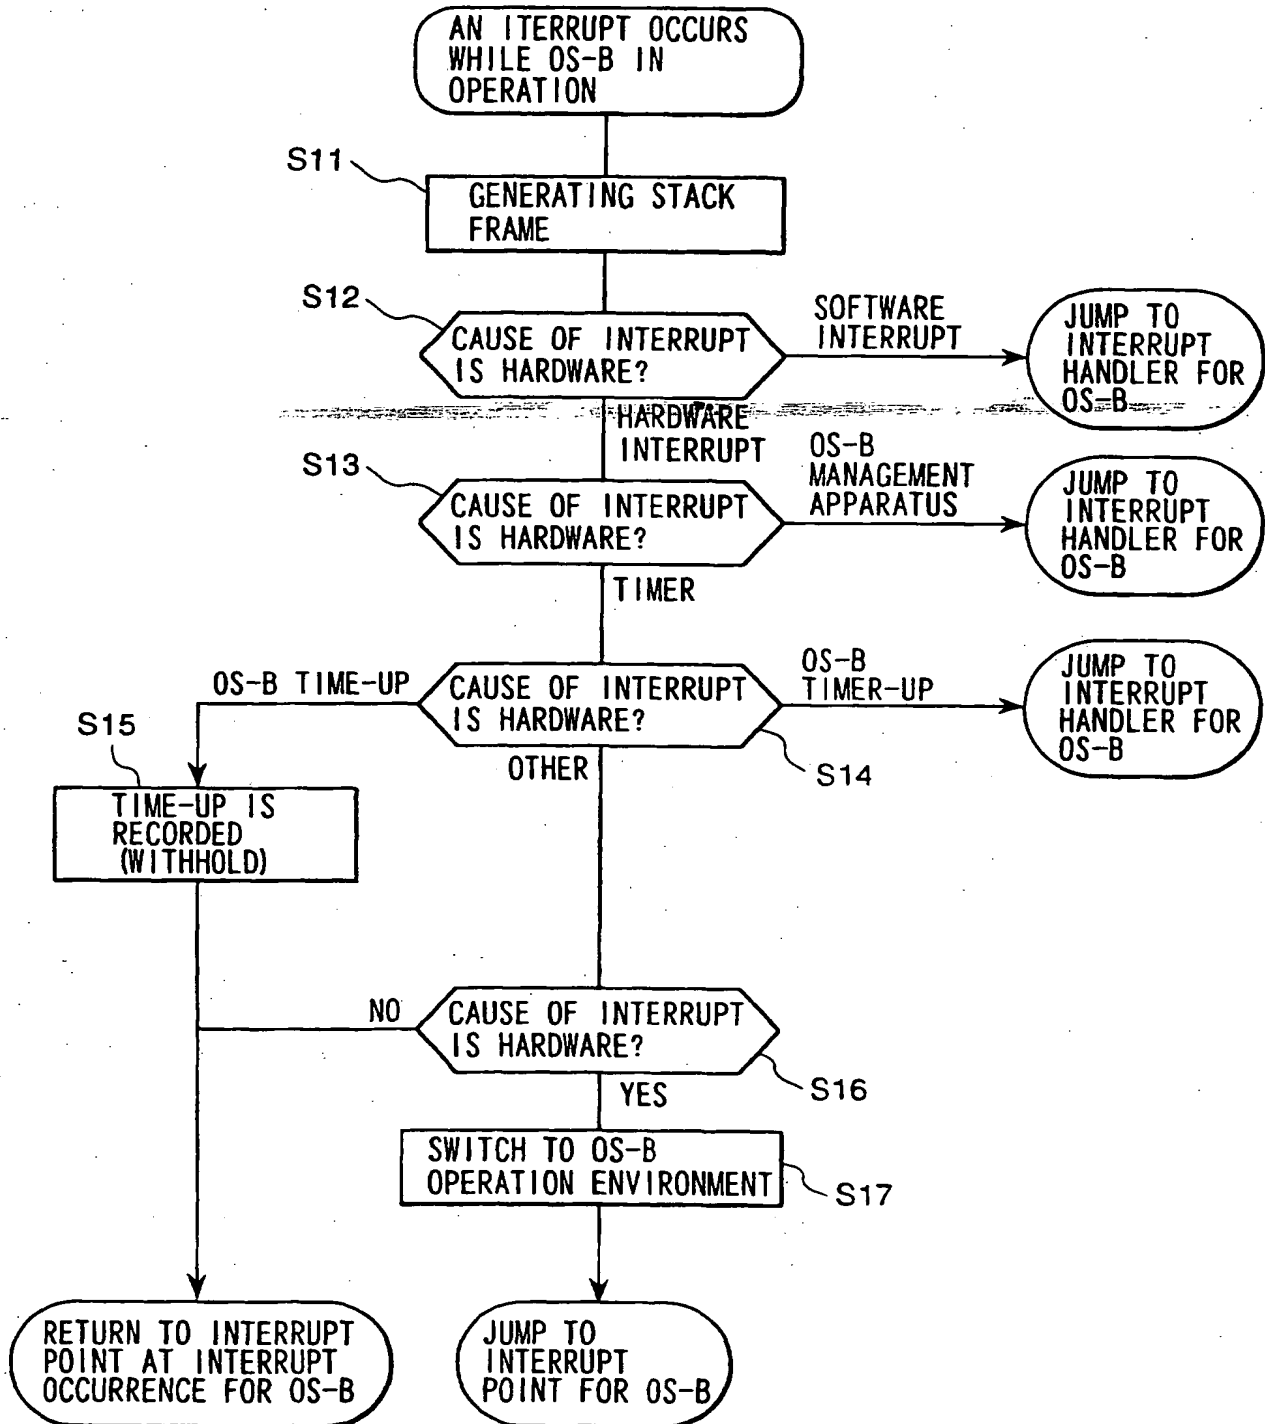 AN ITERRUPT OCCURS
WHILE OS-B IN
OPERATION
S11
GENERATING STACK
FRAME
S12
CAUSE OF INTERRUPT
IS HARDWARE?
SOFTWARE
INTERRUPT
JUMP TO
INTERRUPT
HANDLER FOR
OS-B
HARDWARE
INTERRUPT
S13
CAUSE OF INTERRUPT
IS HARDWARE?
OS-B
MANAGEMENT
APPARATUS
JUMP TO
INTERRUPT
HANDLER FOR
OS-B
TIMER
OS-B TIME-UP
CAUSE OF INTERRUPT
IS HARDWARE?
OS-B
TIMER-UP
JUMP TO
INTERRUPT
HANDLER FOR
OS-B
S14
OTHER
S15
TIME-UP IS
RECORDED
(WITHHOLD)
NO
CAUSE OF INTERRUPT
IS HARDWARE?
S16
YES
SWITCH TO OS-B
OPERATION ENVIRONMENT
S17
RETURN TO INTERRUPT
POINT AT INTERRUPT
OCCURRENCE FOR OS-B
JUMP TO
INTERRUPT
POINT FOR OS-B